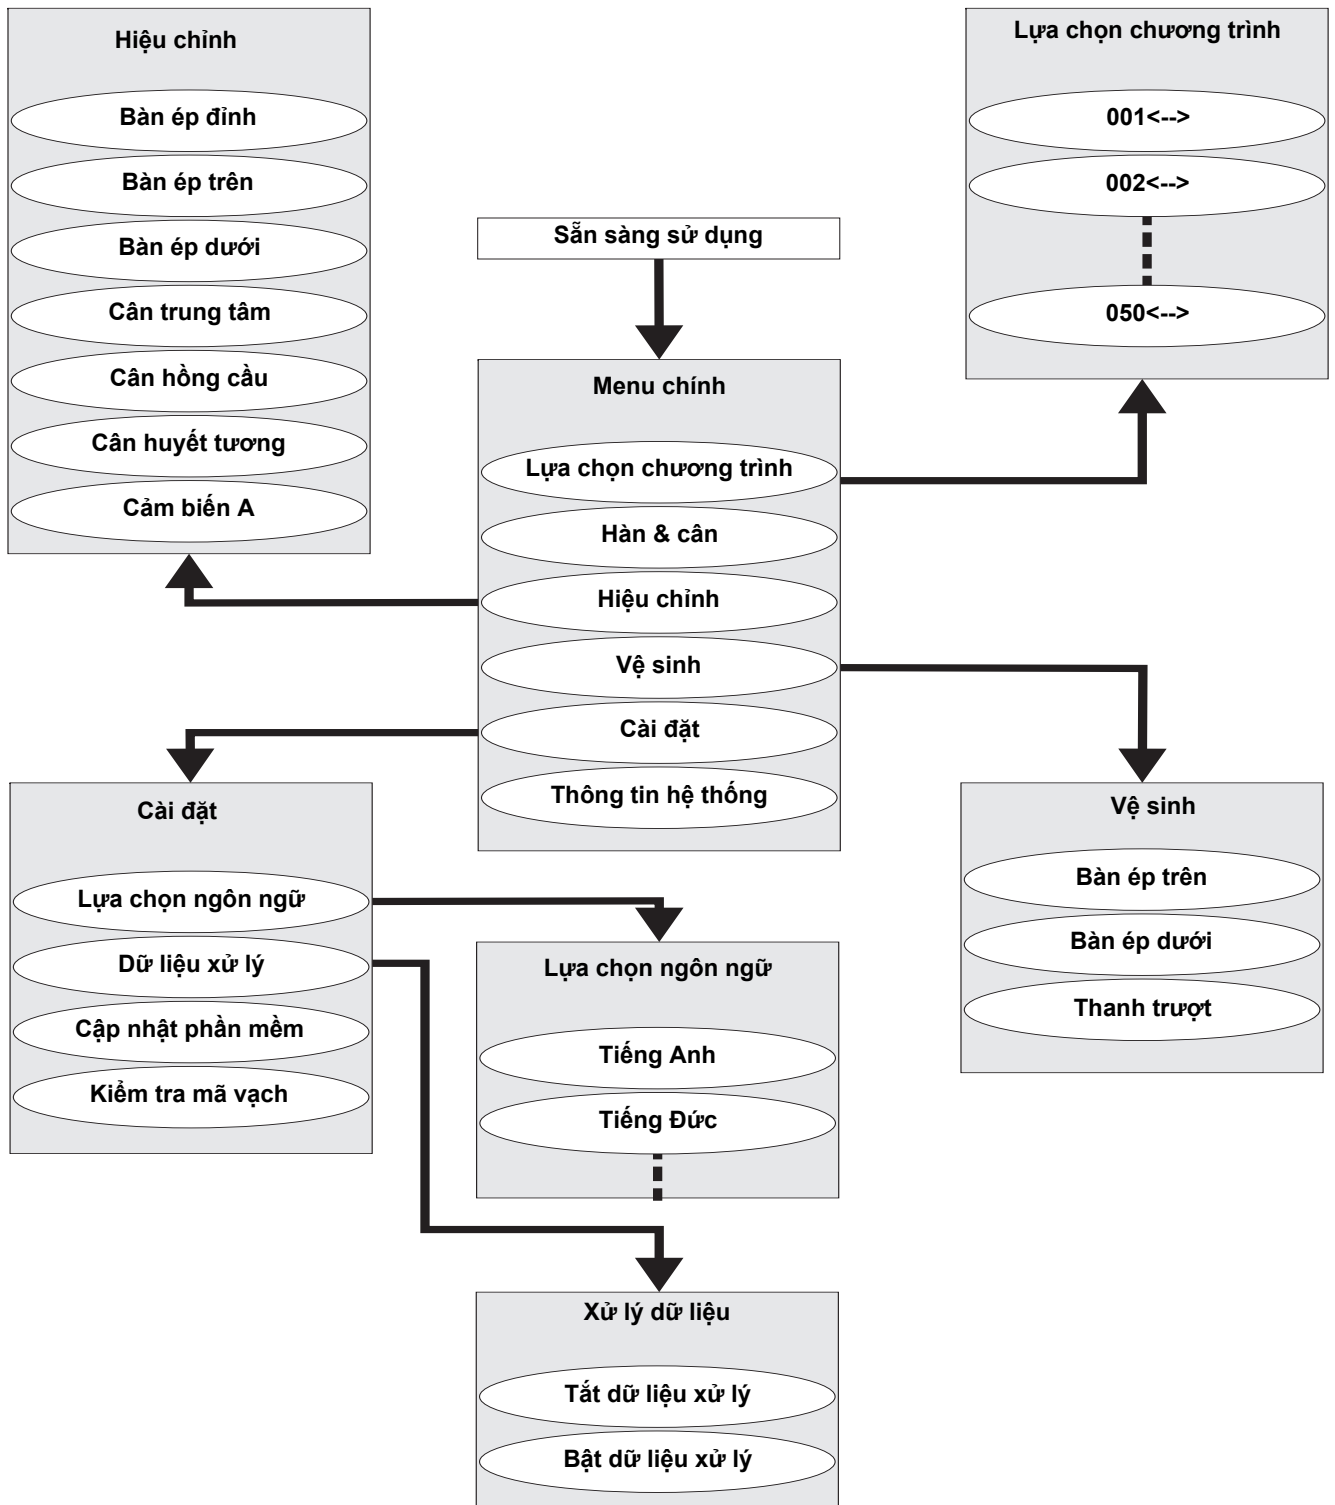 Hiệu chỉnh
Bàn ép đỉnh
Bàn ép trên
Bàn ép dưới
Cân trung tâm
Cân hồng cầu
Cân huyết tương
Cảm biến A
Lựa chọn chương trình
001<-->
002<-->
050<-->
Sẵn sàng sử dụng
Menu chính
Lựa chọn chương trình
Hàn & cân
Hiệu chỉnh
Vệ sinh
Cài đặt
Thông tin hệ thống
Cài đặt
Lựa chọn ngôn ngữ
Dữ liệu xử lý
Cập nhật phần mềm
Kiểm tra mã vạch
Lựa chọn ngôn ngữ
Tiếng Anh
Tiếng Đức
Vệ sinh
Bàn ép trên
Bàn ép dưới
Thanh trượt
Xử lý dữ liệu
Tắt dữ liệu xử lý
Bật dữ liệu xử lý